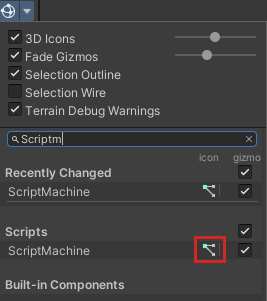 3D Icons
Fade Gizmos
Selection Outline
Selection Wire
Terrain Debug Warnings
Scriptm
icon gizmo
Recently Changed
ScriptMachine
Scripts
ScriptMachine
Built-in Components